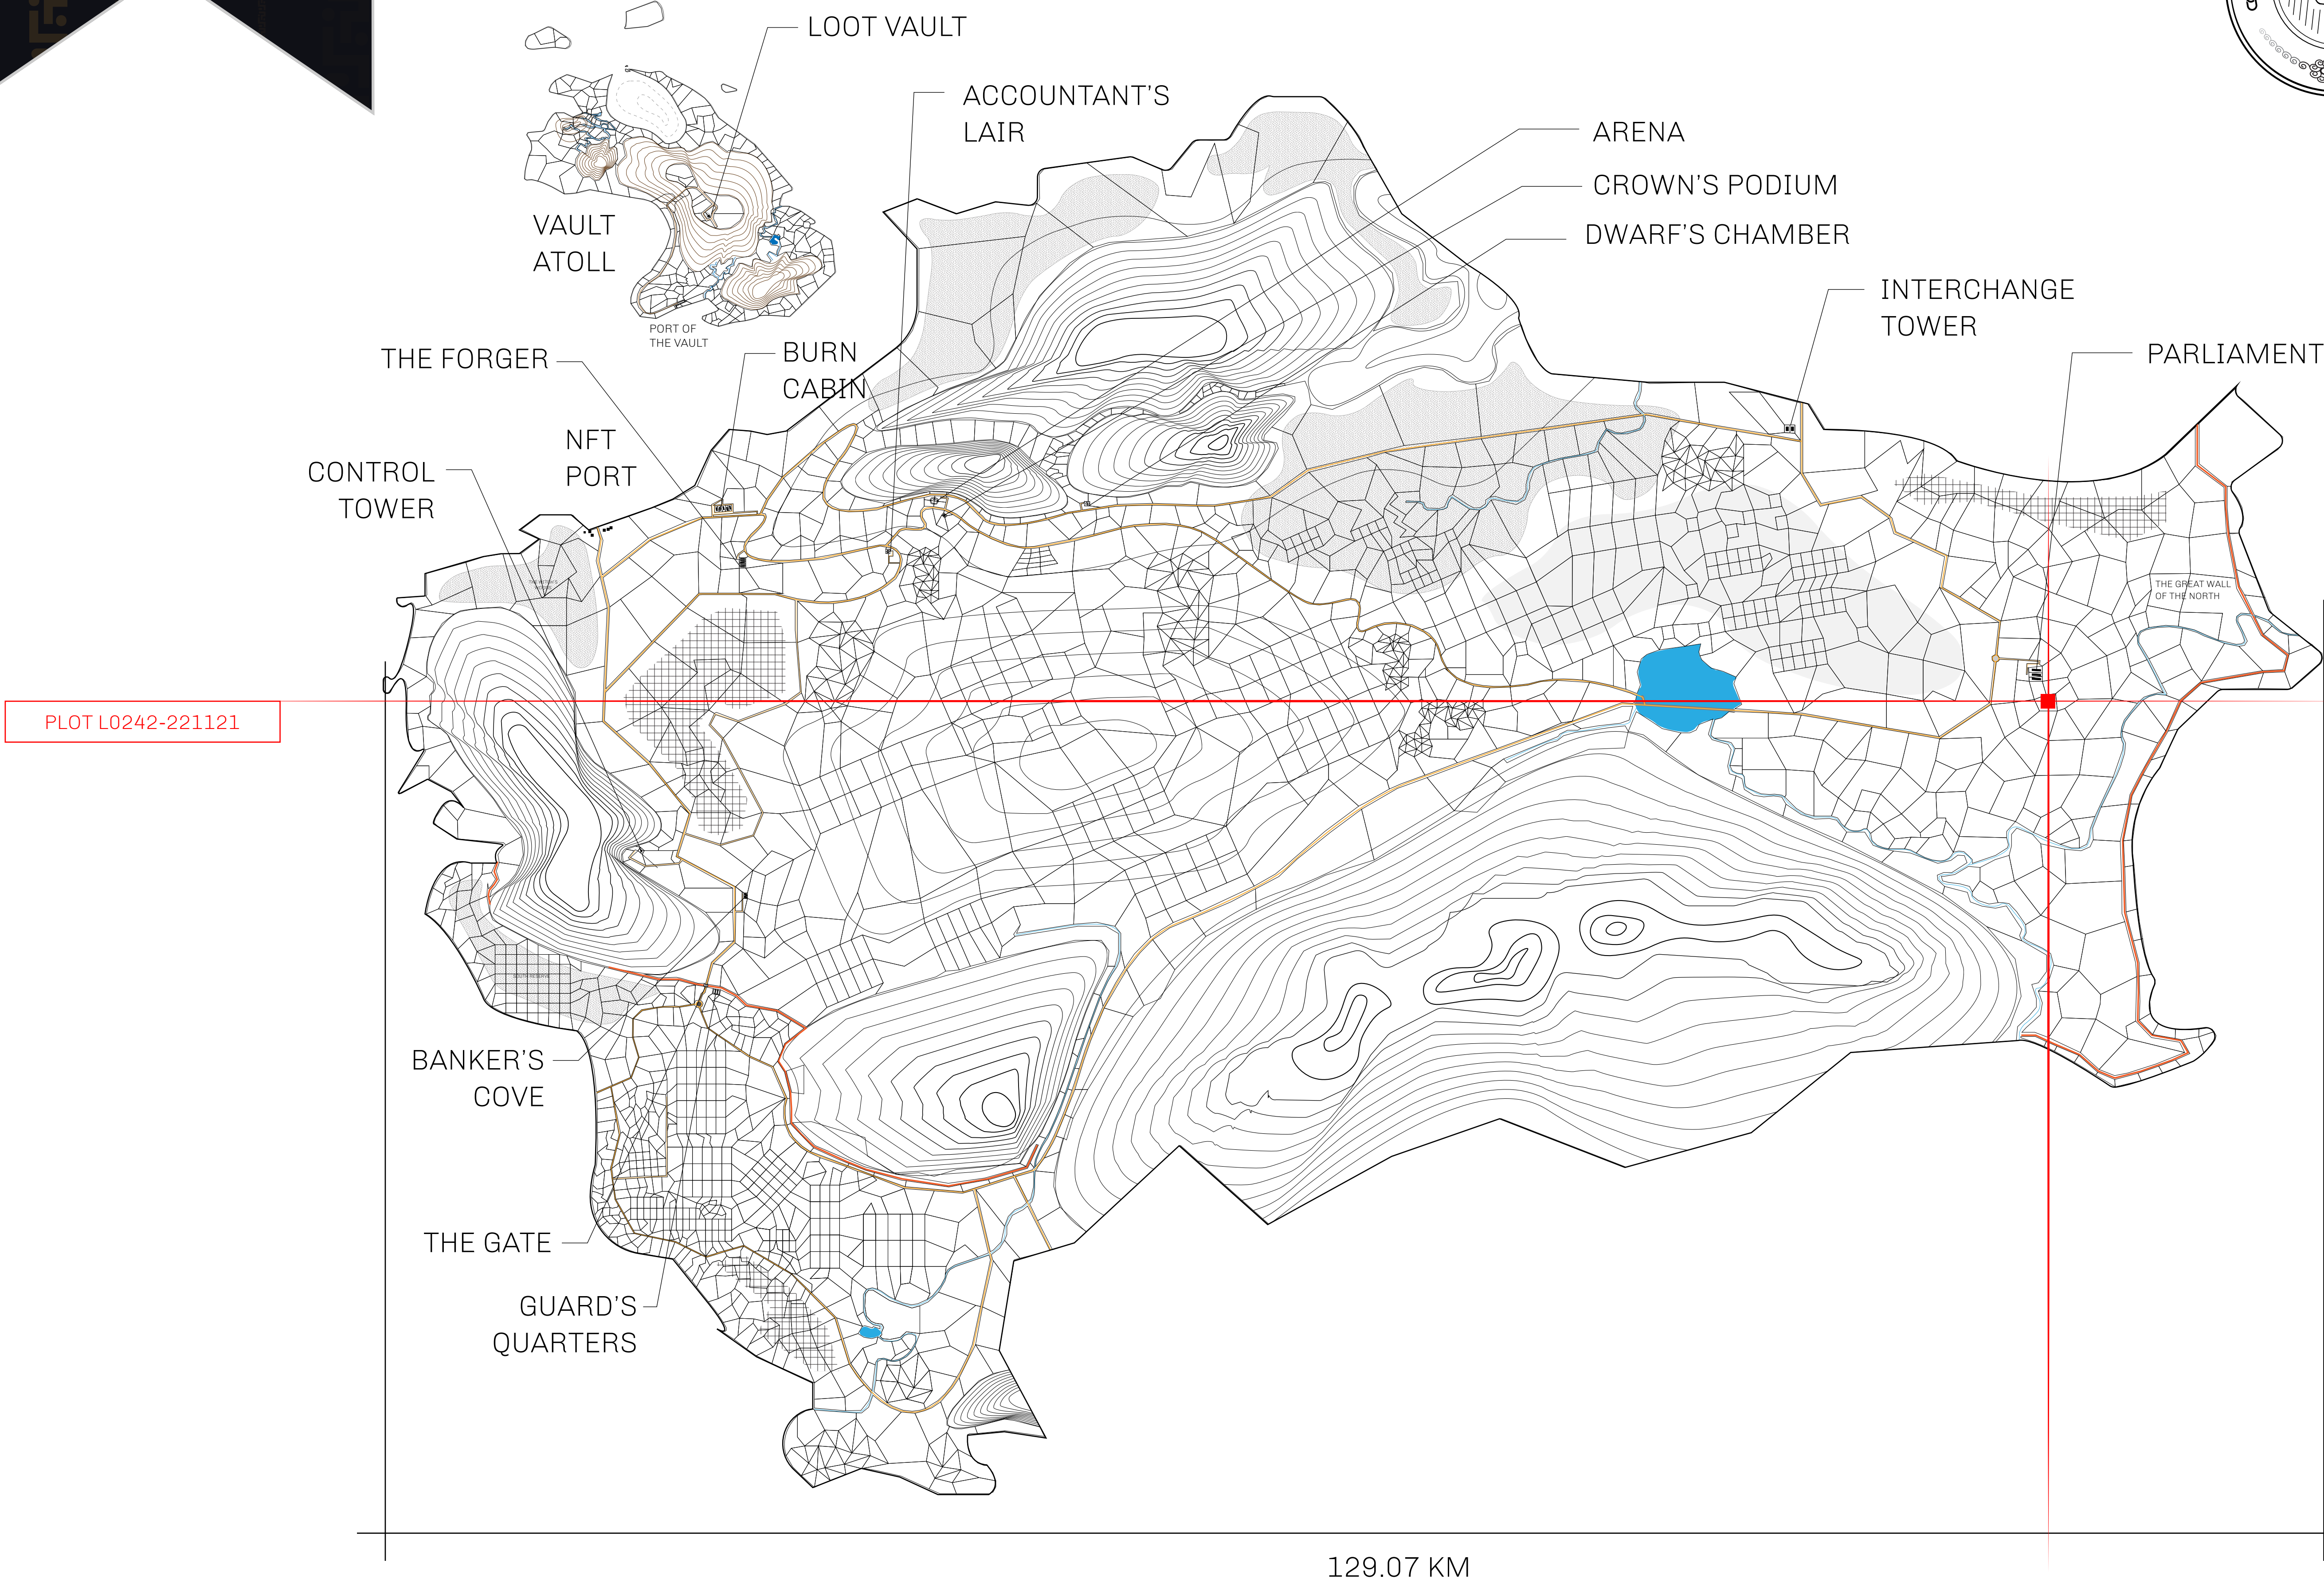 LOOT VAULT
ACCOUNTANT'S
LAIR
ARENA
CROWN'S PODIUM
DWARF'S CHAMBER
VAULT
ATOLL
INTERCHANGE
TOWER
PORT OF
THE VAULT
THE FORGER
BURN
CABIN
PARLIAMENT
NFT
PORT
CONTROL
TOWER
THE GREAT WALL
OF THE NORTH
PLOT L0242-221121
SOUTH RESERVE
BANKER'S
COVE
THE GATE
GUARD'S
QUARTERS
129.07 KM